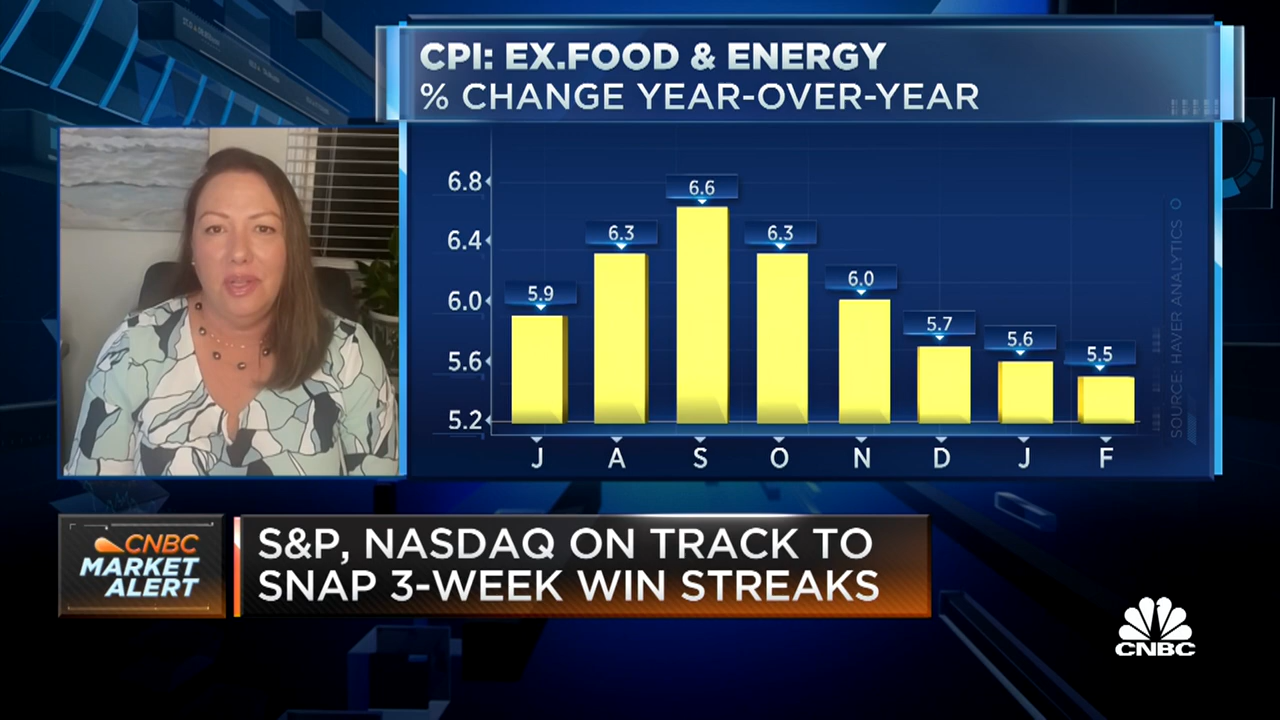 CPI: EX.FOOD & ENERGY
% CHANGE YEAR-OVER-YEAR
6.8
6.4
6.0
5.6
5.2
5.9
6.3
6.6
6.3
6.0
5.7
5.6
5.5
J A S O N D J F
SOURCE: HAVER ANALYTICS
CNBC
MARKET
ALERT
S&P, NASDAQ ON TRACK TO
SNAP 3-WEEK WIN STREAKS
CNBC